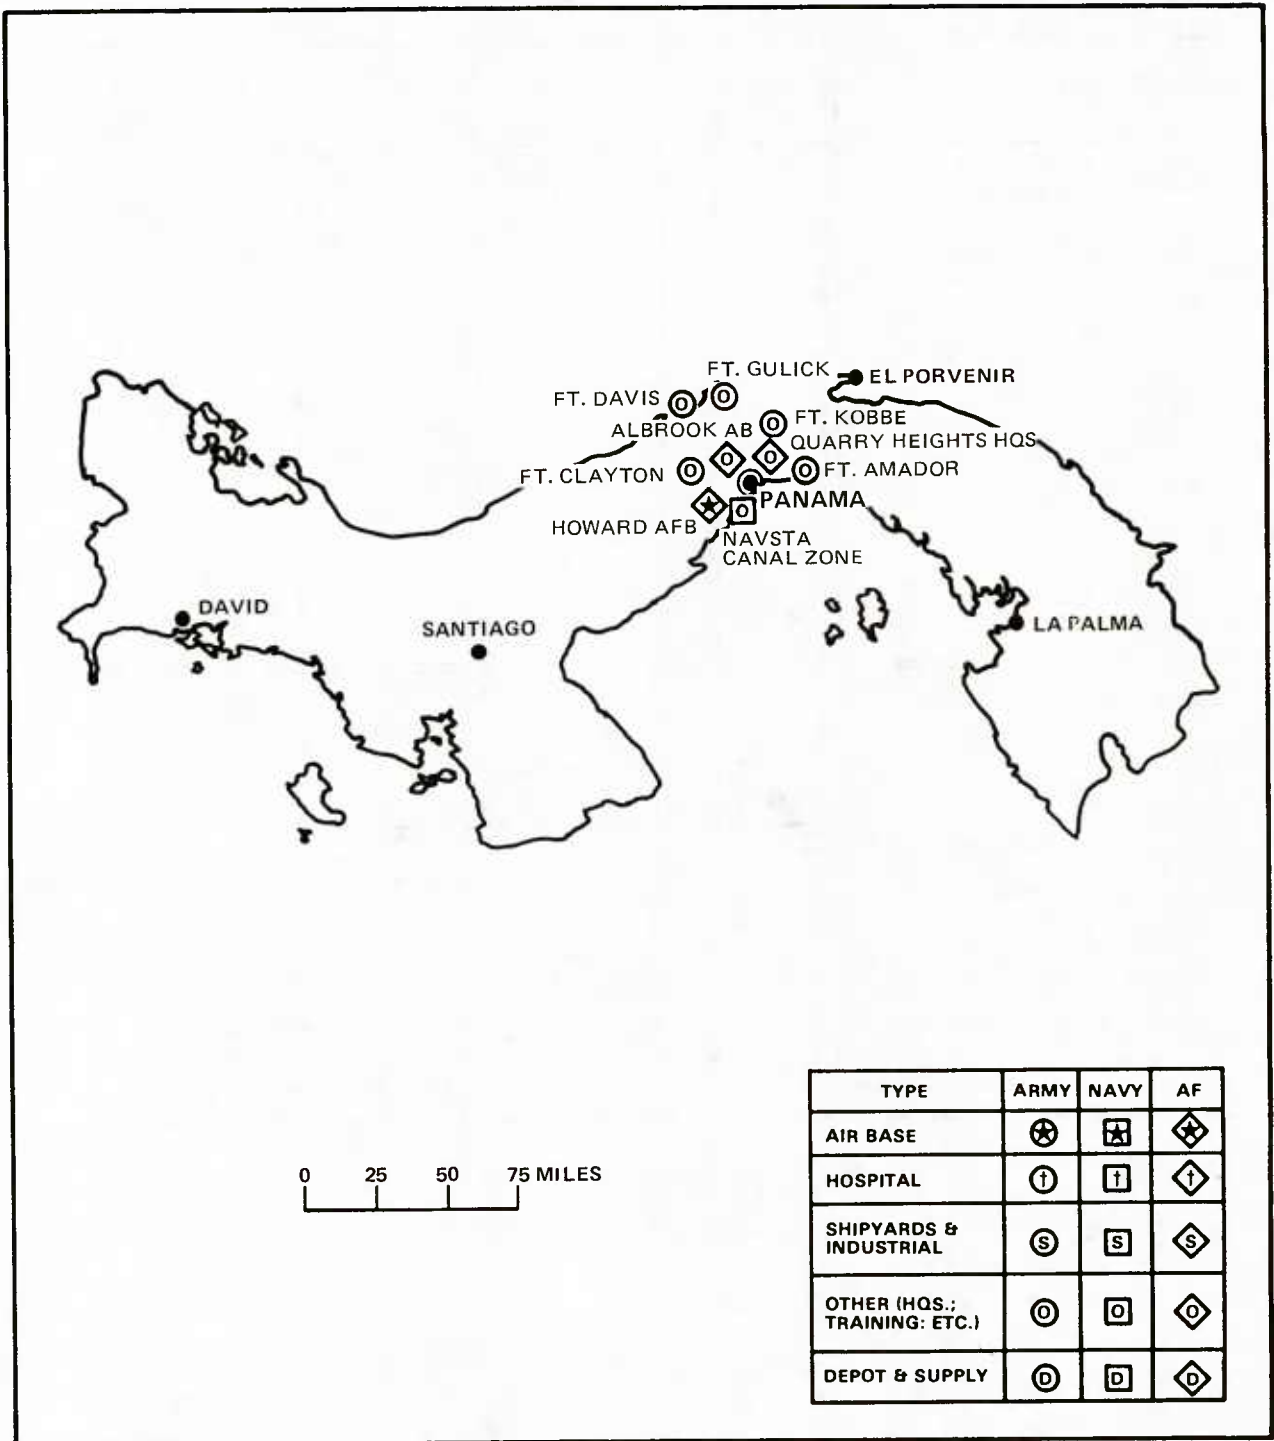 FT. GULICK
EL PORVENIR
FT. DAVIS
FT. KOBBE
ALBROOK AB
QUARRY HEIGHTS HQS
FT. CLAYTON
FT. AMADOR
PANAMA
HOWARD AFB
NAVSTA
CANAL ZONE
DAVID
SANTIAGO
LA PALMA
O
O
O
O
O
O
O
O
0 25 50 75 MILES
TYPE ARMY NAVY AF
AIR BASE
HOSPITAL
SHIPYARDS &
INDUSTRIAL
S S S
OTHER (HQS.;
TRAINING: ETC.)
O O O
DEPOT & SUPPLY D D D